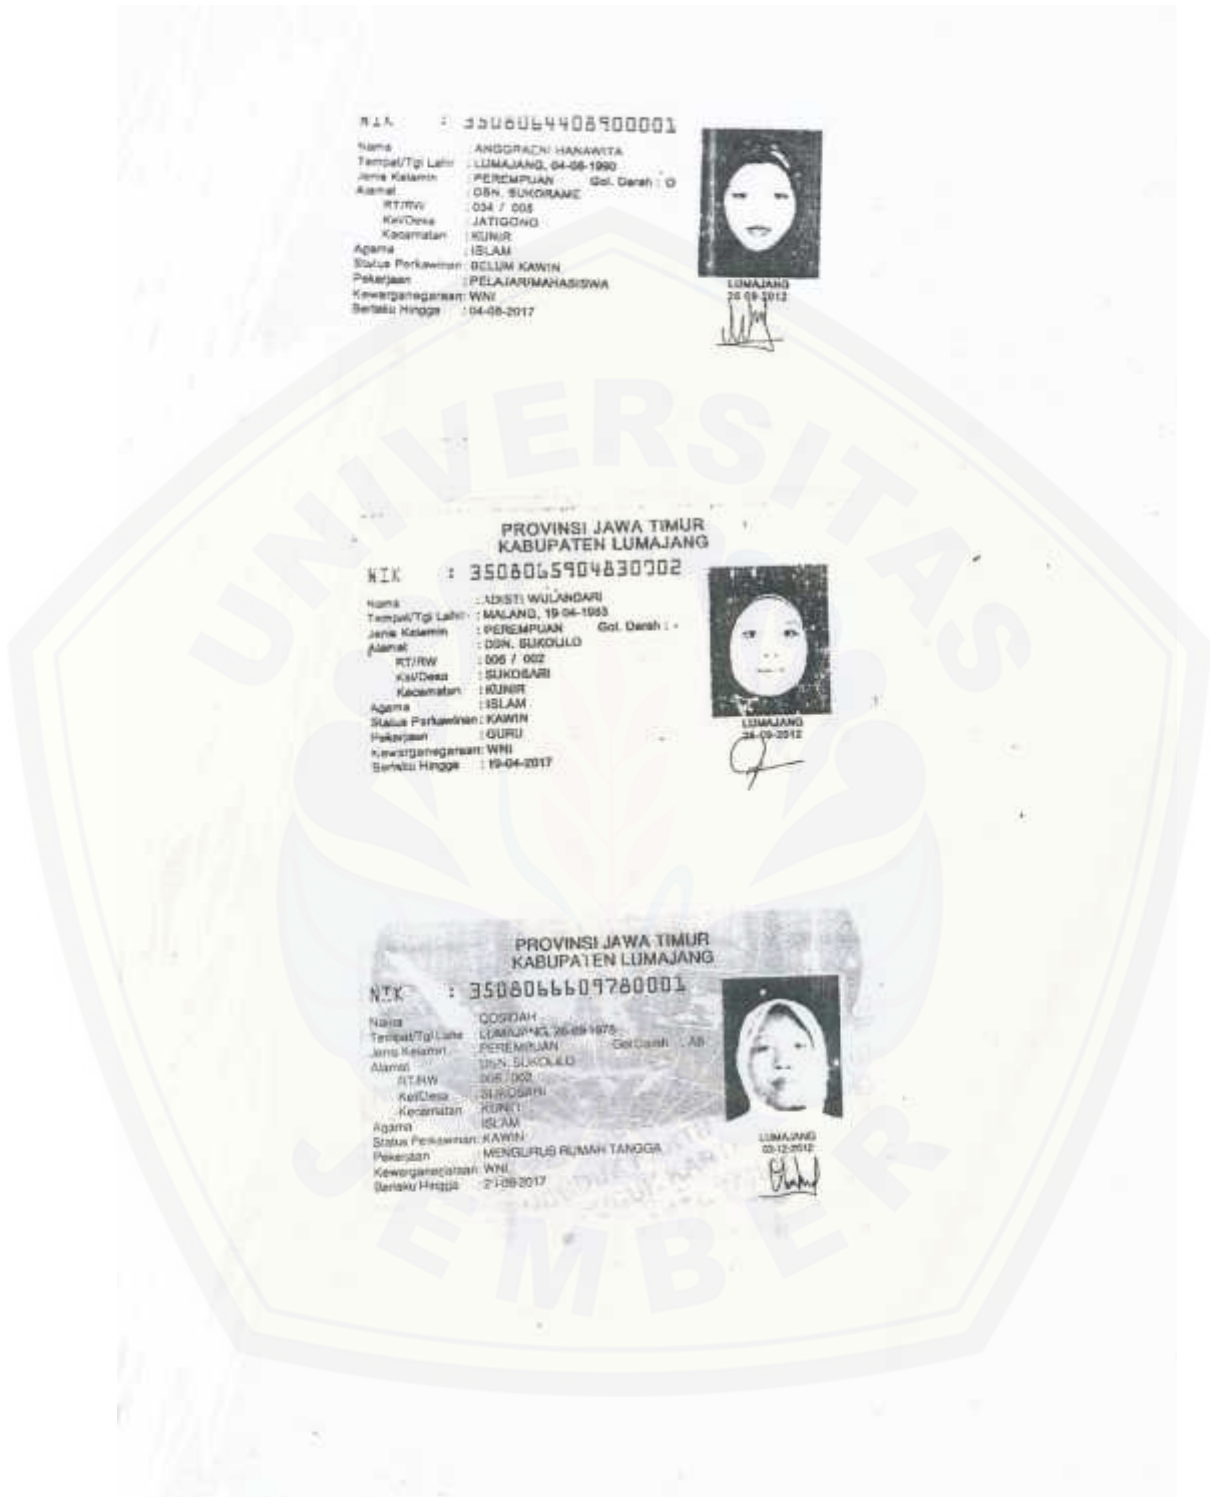 NIK : 3508064408900001
Nama : ANGGRAENI HANAWITA
Tempat/Tgl Lahir : LUMAJANG, 04-08-1990
Jenis Kelamin : PEREMPUAN Gol. Darah : O
Alamat : DSN. SUKORAME
RT/RW : 034 / 008
Kel/Desa : JATIGONO
Kecamatan : KUNIR
Agama : ISLAM
Status Perkawinan : BELUM KAWIN
Pekerjaan : PELAJAR/MAHASISWA
Kewarganegaraan: WNI
Berlaku Hingga : 04-08-2017
LUMAJANG
26-09-2012
UNIVERSITAS
PROVINSI JAWA TIMUR
KABUPATEN LUMAJANG
NIK : 3508065904830002
Nama : ADISTI WULANDARI
Tempat/Tgl Lahir : MALANG, 19-04-1983
Jenis Kelamin : PEREMPUAN Gol. Darah : -
Alamat : DSN. SUKOLILO
RT/RW : 006 / 002
Kel/Desa : SUKOSARI
Kecamatan : KUNIR
Agama : ISLAM
Status Perkawinan : KAWIN
Pekerjaan : GURU
Kewarganegaraan: WNI
Berlaku Hingga : 19-04-2017
LUMAJANG
26-09-2012
PROVINSI JAWA TIMUR
KABUPATEN LUMAJANG
NIK : 3508066609780001
Nama : QOSIDAH
Tempat/Tgl Lahir : LUMAJANG, 26-09-1978
Jenis Kelamin : PEREMPUAN Gol Darah : AB
Alamat : DSN. SUKOLILO
RT/RW : 006 / 002
Kel/Desa : SUKOSARI
Kecamatan : KUNIR
Agama : ISLAM
Status Perkawinan: KAWIN
Pekerjaan : MENGURUS RUMAH TANGGA
Kewarganegaraan: WNI
Berlaku Hingga
LUMAJANG
03-12-2012
JEMBER